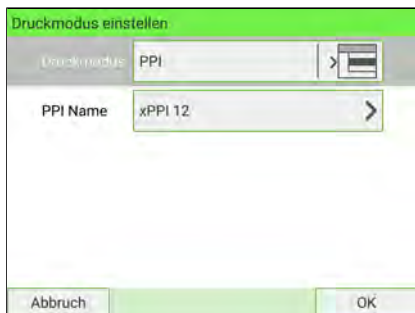 Druckmodus einstellen
Druckmodus PPI
PPI Name xPPI 12
Abbruch OK